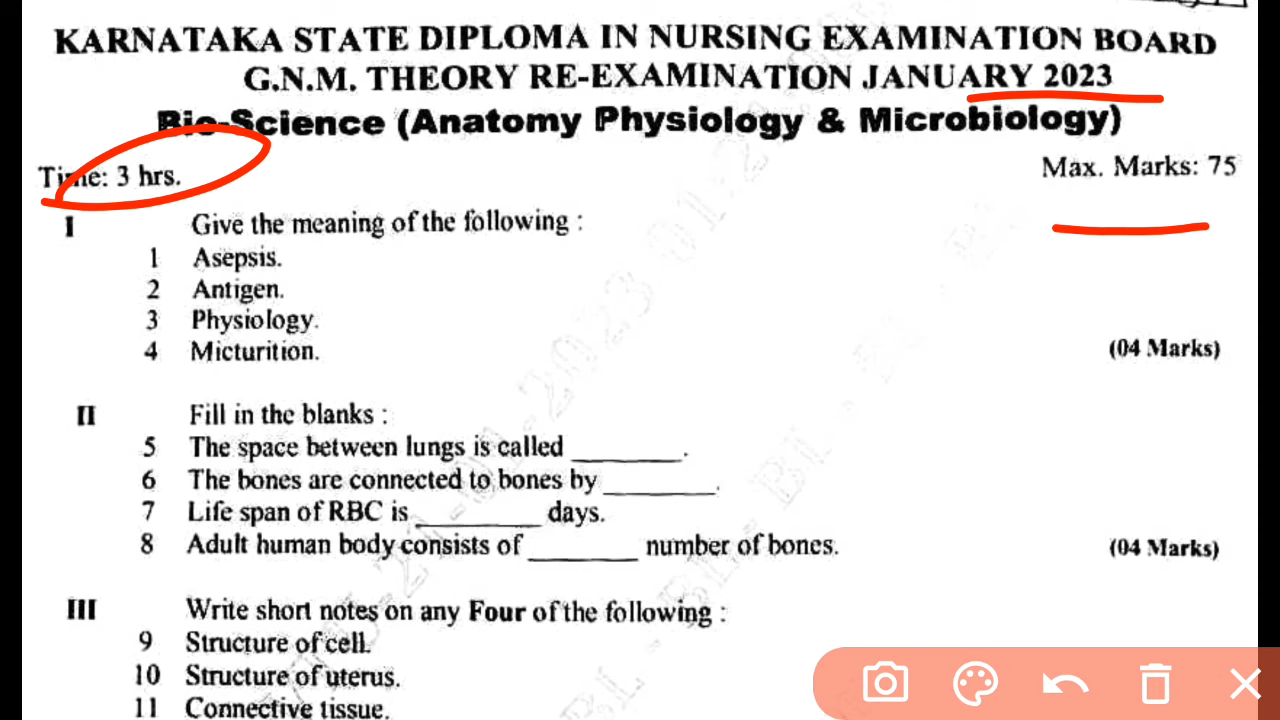 KARNATAKA STATE DIPLOMA IN NURSING EXAMINATION BOARD
G.N.M. THEORY RE-EXAMINATION JANUARY 2023
Bio-Science (Anatomy Physiology & Microbiology)
Time: 3 hrs. Max. Marks: 75
I Give the meaning of the following :
1 Asepsis.
2 Antigen.
3 Physiology.
4 Micturition. (04 Marks)
II Fill in the blanks :
5 The space between lungs is called ________.
6 The bones are connected to bones by ________.
7 Life span of RBC is ________ days.
8 Adult human body consists of ________ number of bones. (04 Marks)
III Write short notes on any Four of the following :
9 Structure of cell.
10 Structure of uterus.
11 Connective tissue.